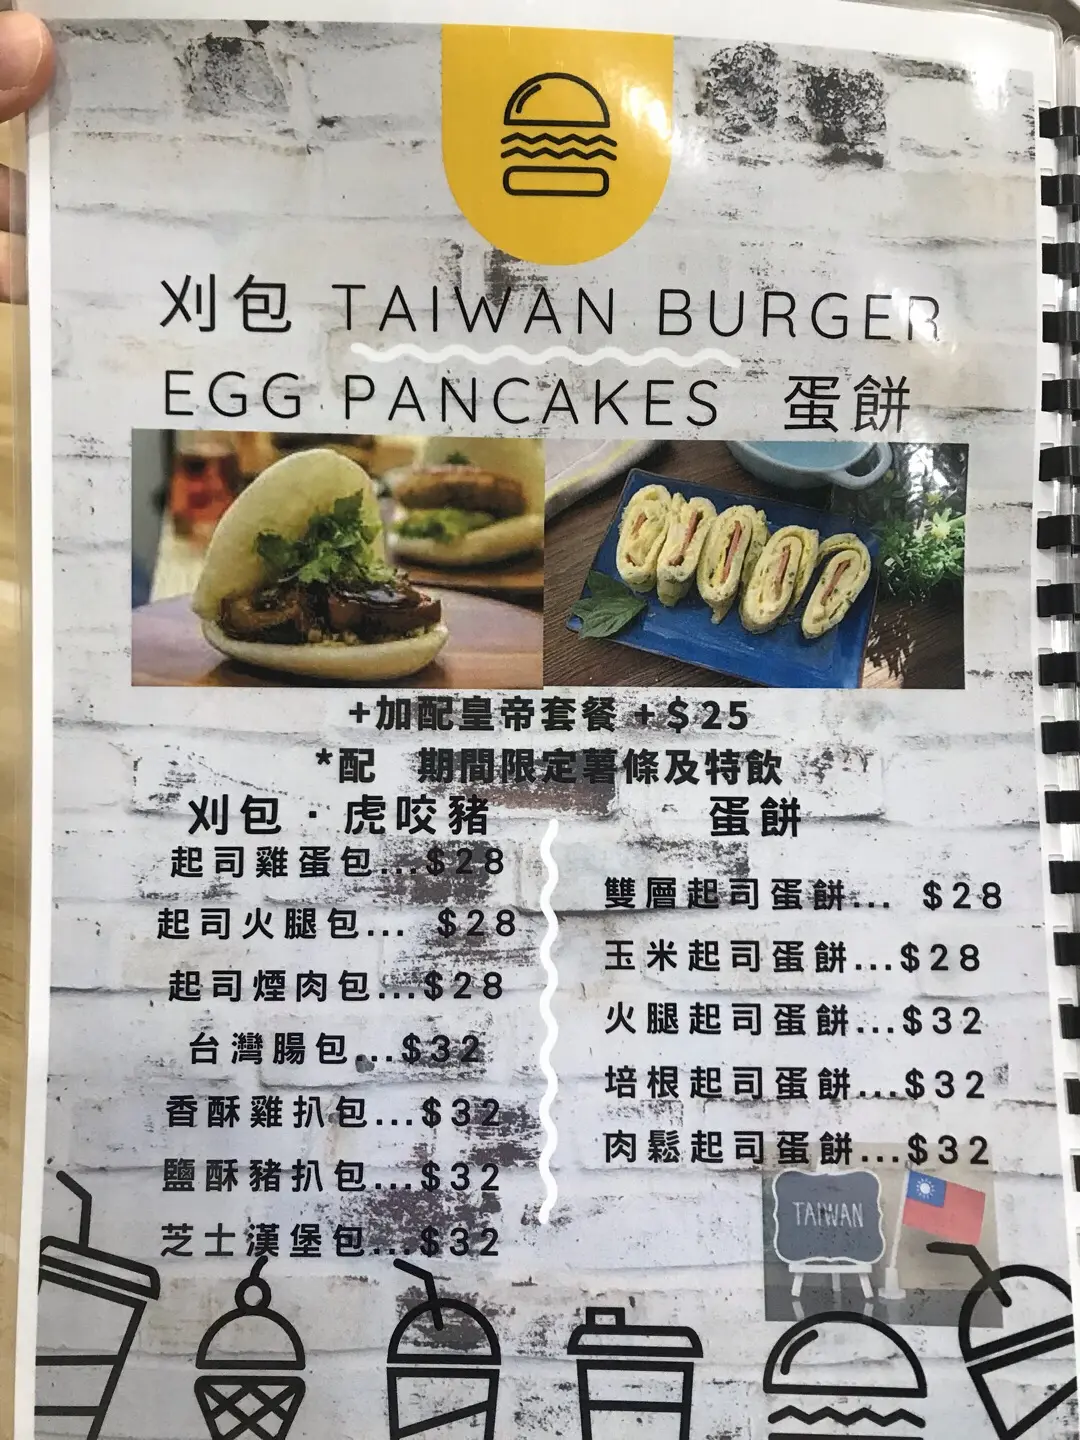 刈包 TAIWAN BURGER
EGG PANCAKES 蛋餅
+加配皇帝套餐 +$25
*配 期間限定薯條及特飲
刈包·虎咬豬
起司雞蛋包...$28
起司火腿包... $28
起司煙肉包...$28
台灣腸包...$32
香酥雞扒包...$32
鹽酥豬扒包...$32
芝士漢堡包...$32
蛋餅
雙層起司蛋餅... $28
玉米起司蛋餅...$28
火腿起司蛋餅...$32
培根起司蛋餅...$32
肉鬆起司蛋餅...$32
TAIWAN